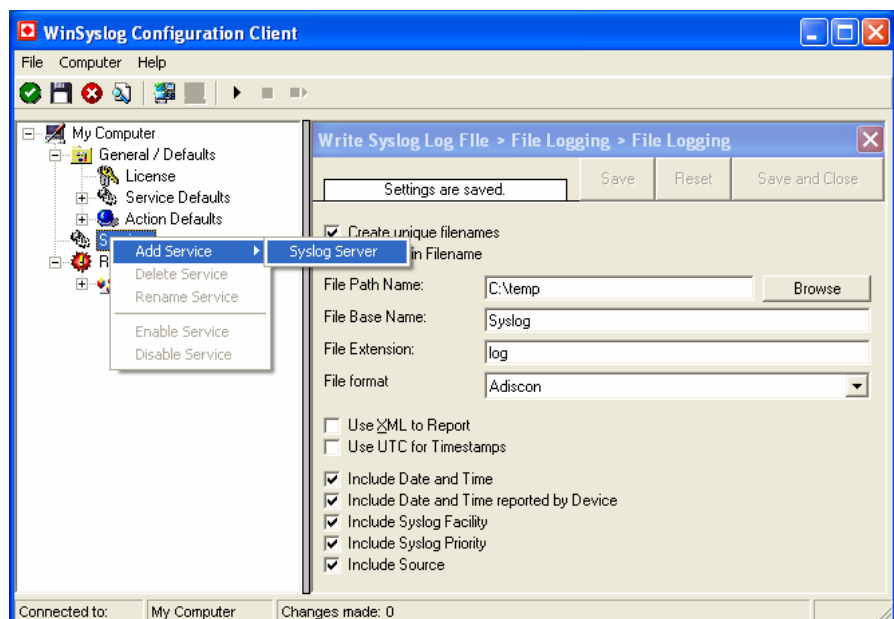 WinSyslog Configuration Client
File Computer Help
My Computer
General / Defaults
License
Service Defaults
Action Defaults
S
R
Add Service
Syslog Server
Delete Service
Rename Service
Enable Service
Disable Service
Write Syslog Log FIle > File Logging > File Logging
Settings are saved.
Save
Reset
Save and Close
Create unique filenames
in Filename
File Path Name:
C:\temp
Browse
File Base Name:
Syslog
File Extension:
log
File format
Adiscon
Use XML to Report
Use UTC for Timestamps
Include Date and Time
Include Date and Time reported by Device
Include Syslog Facility
Include Syslog Priority
Include Source
Connected to:
My Computer
Changes made: 0